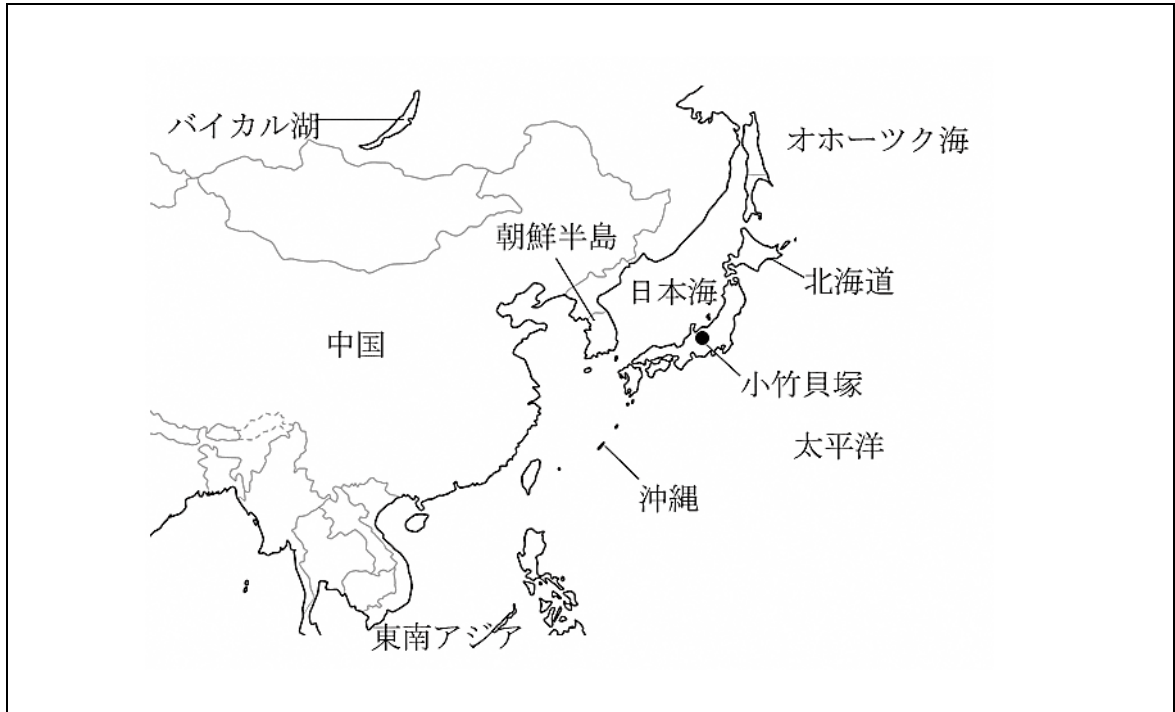 バイカル湖
オホーツク海
朝鮮半島
北海道
日本海
中国
小竹貝塚
太平洋
沖縄
東南アジア